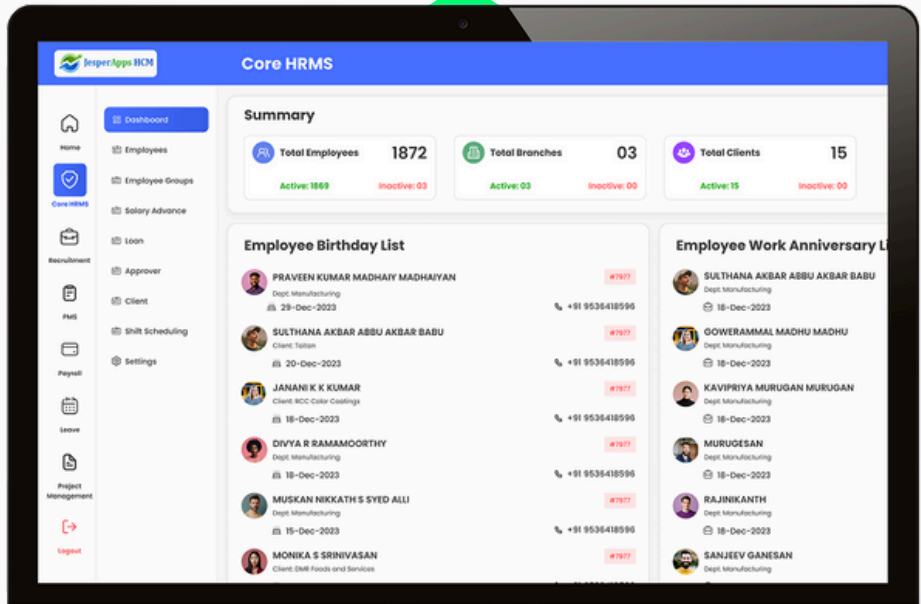 JesperApps HCM
Core HRMS
Home
Core HRMS
Recruitment
PMS
Payroll
Leave
Project
Management
Logout
Dashboard
Employees
Employee Groups
Salary Advance
Loan
Approver
Client
Shift Scheduling
Settings
Summary
Total Employees 1872
Active: 1869 Inactive: 03
Total Branches 03
Active: 03 Inactive: 00
Total Clients 15
Active: 15 Inactive: 00
Employee Birthday List
PRAVEEN KUMAR MADHAIY MADHAIYAN #7977
Dept: Manufacturing
29-Dec-2023 +91 9536418596
SULTHANA AKBAR ABBU AKBAR BABU #7977
Client: Taitan
20-Dec-2023 +91 9536418596
JANANI K K KUMAR #7977
Client: RCC Color Coatings
18-Dec-2023 +91 9536418596
DIVYA R RAMAMOORTHY #7977
Dept: Manufacturing
18-Dec-2023 +91 9536418596
MUSKAN NIKKATH S SYED ALLI #7977
Dept: Manufacturing
15-Dec-2023 +91 9536418596
MONIKA S SRINIVASAN #7977
Client: DMR Foods and Services
Employee Work Anniversary Li
SULTHANA AKBAR ABBU AKBAR BABU
Dept: Manufacturing
18-Dec-2023
GOWERAMMAL MADHU MADHU
Dept: Manufacturing
18-Dec-2023
KAVIPRIYA MURUGAN MURUGAN
Dept: Manufacturing
18-Dec-2023
MURUGESAN
Dept: Manufacturing
18-Dec-2023
RAJINIKANTH
Dept: Manufacturing
18-Dec-2023
SANJEEV GANESAN
Dept: Manufacturing